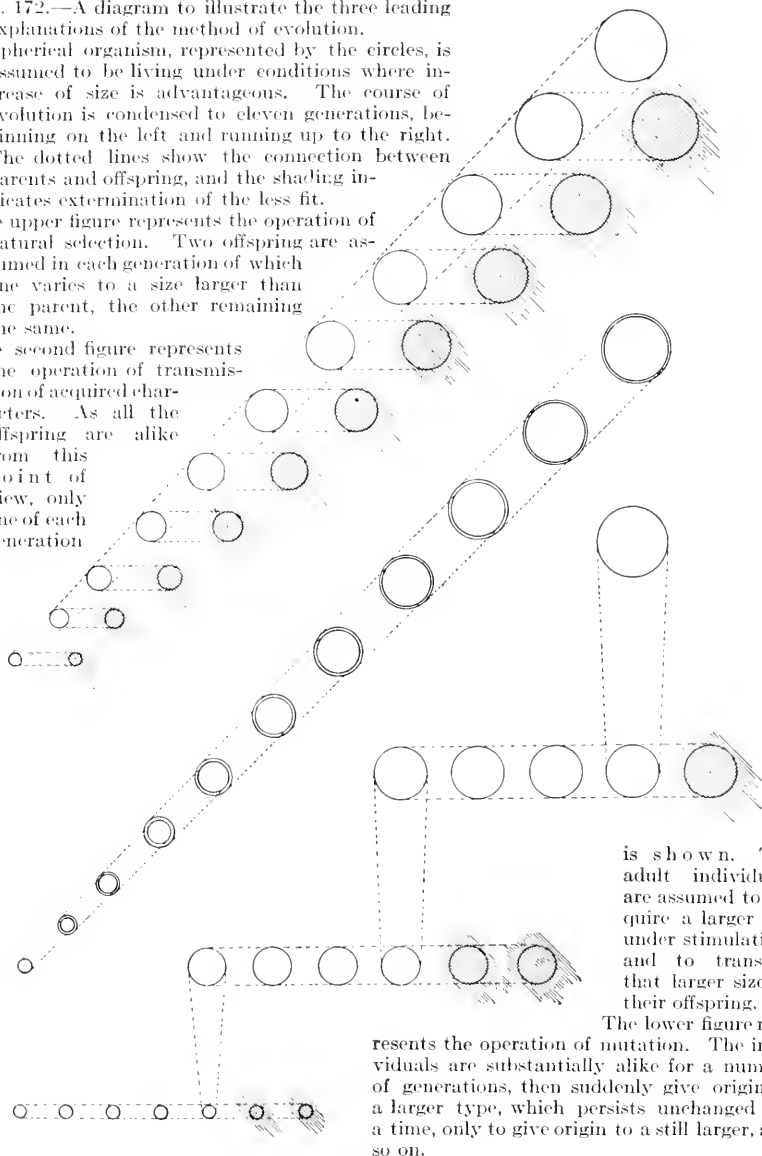 . 172.—A diagram to illustrate the three leading
xplanations of the method of evolution.
pherical organism, represented by the circles, is
ssumed to be living under conditions where in-
rease of size is advantageous. The course of
volution is condensed to eleven generations, be-
inning on the left and running up to the right.
The dotted lines show the connection between
arents and offspring, and the shading in-
icates extermination of the less fit.
e upper figure represents the operation of
atural selection. Two offspring are as-
umed in each generation of which
ne varies to a size larger than
he parent, the other remaining
he same.
e second figure represents
he operation of transmis-
ion of acquired char-
cters. As all the
ffspring are alike
rom this
oint of
iew, only
ne of each
eneration
is shown. T
adult individu
are assumed to
quire a larger
under stimulati
and to trans
that larger size
their offspring.
The lower figure r
resents the operation of mutation. The in
viduals are substantially alike for a num
of generations, then suddenly give origin
a larger type, which persists unchanged
a time, only to give origin to a still larger, a
so on.